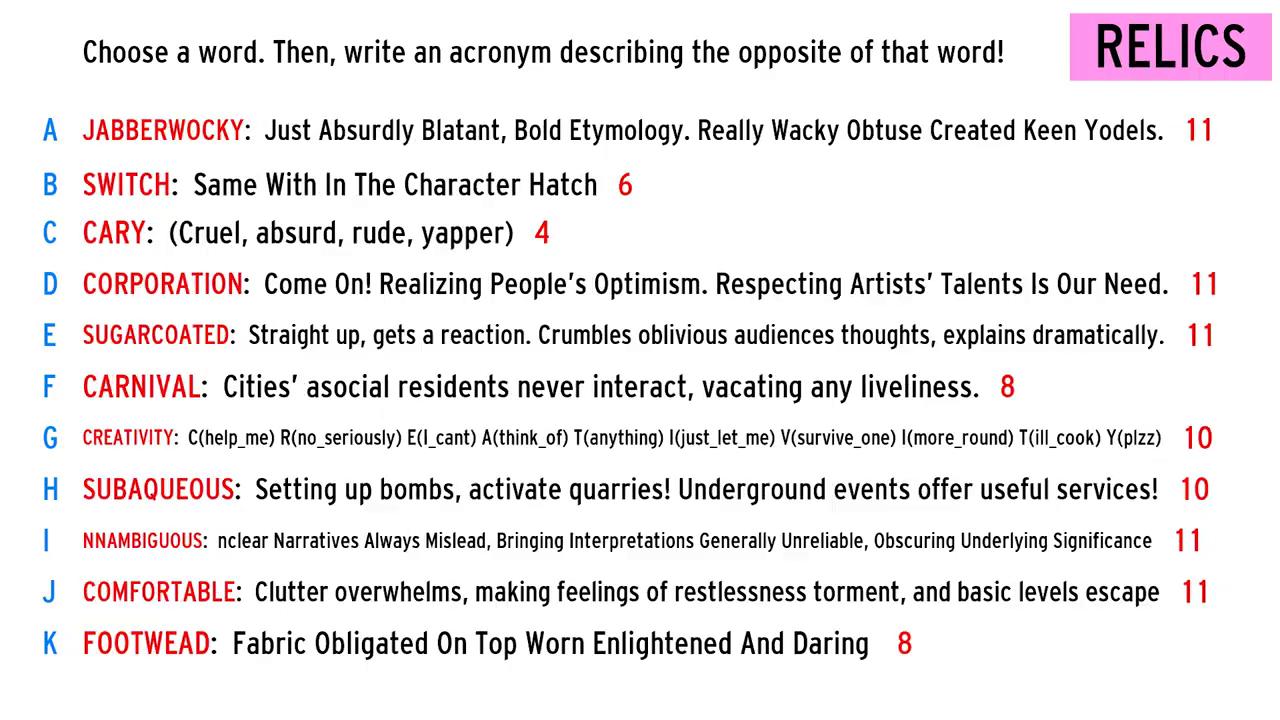 Choose a word. Then, write an acronym describing the opposite of that word!
RELICS
A JABBERWOCKY: Just Absurdly Blatant, Bold Etymology. Really Wacky Obtuse Created Keen Yodels. 11
B SWITCH: Same With In The Character Hatch 6
C CARY: (Cruel, absurd, rude, yapper) 4
D CORPORATION: Come On! Realizing People's Optimism. Respecting Artists' Talents Is Our Need. 11
E SUGARCOATED: Straight up, gets a reaction. Crumbles oblivious audiences thoughts, explains dramatically. 11
F CARNIVAL: Cities' asocial residents never interact, vacating any liveliness. 8
G CREATIVITY: C(help_me) R(no_seriously) E(I_cant) A(think_of) T(anything) I(just_let_me) V(survive_one) I(more_round) T(ill_cook) Y(plzz) 10
H SUBAQUEOUS: Setting up bombs, activate quarries! Underground events offer useful services! 10
I NNAMBIGUOUS: nclear Narratives Always Mislead, Bringing Interpretations Generally Unreliable, Obscuring Underlying Significance 11
J COMFORTABLE: Clutter overwhelms, making feelings of restlessness torment, and basic levels escape 11
K FOOTWEAD: Fabric Obligated On Top Worn Enlightened And Daring 8